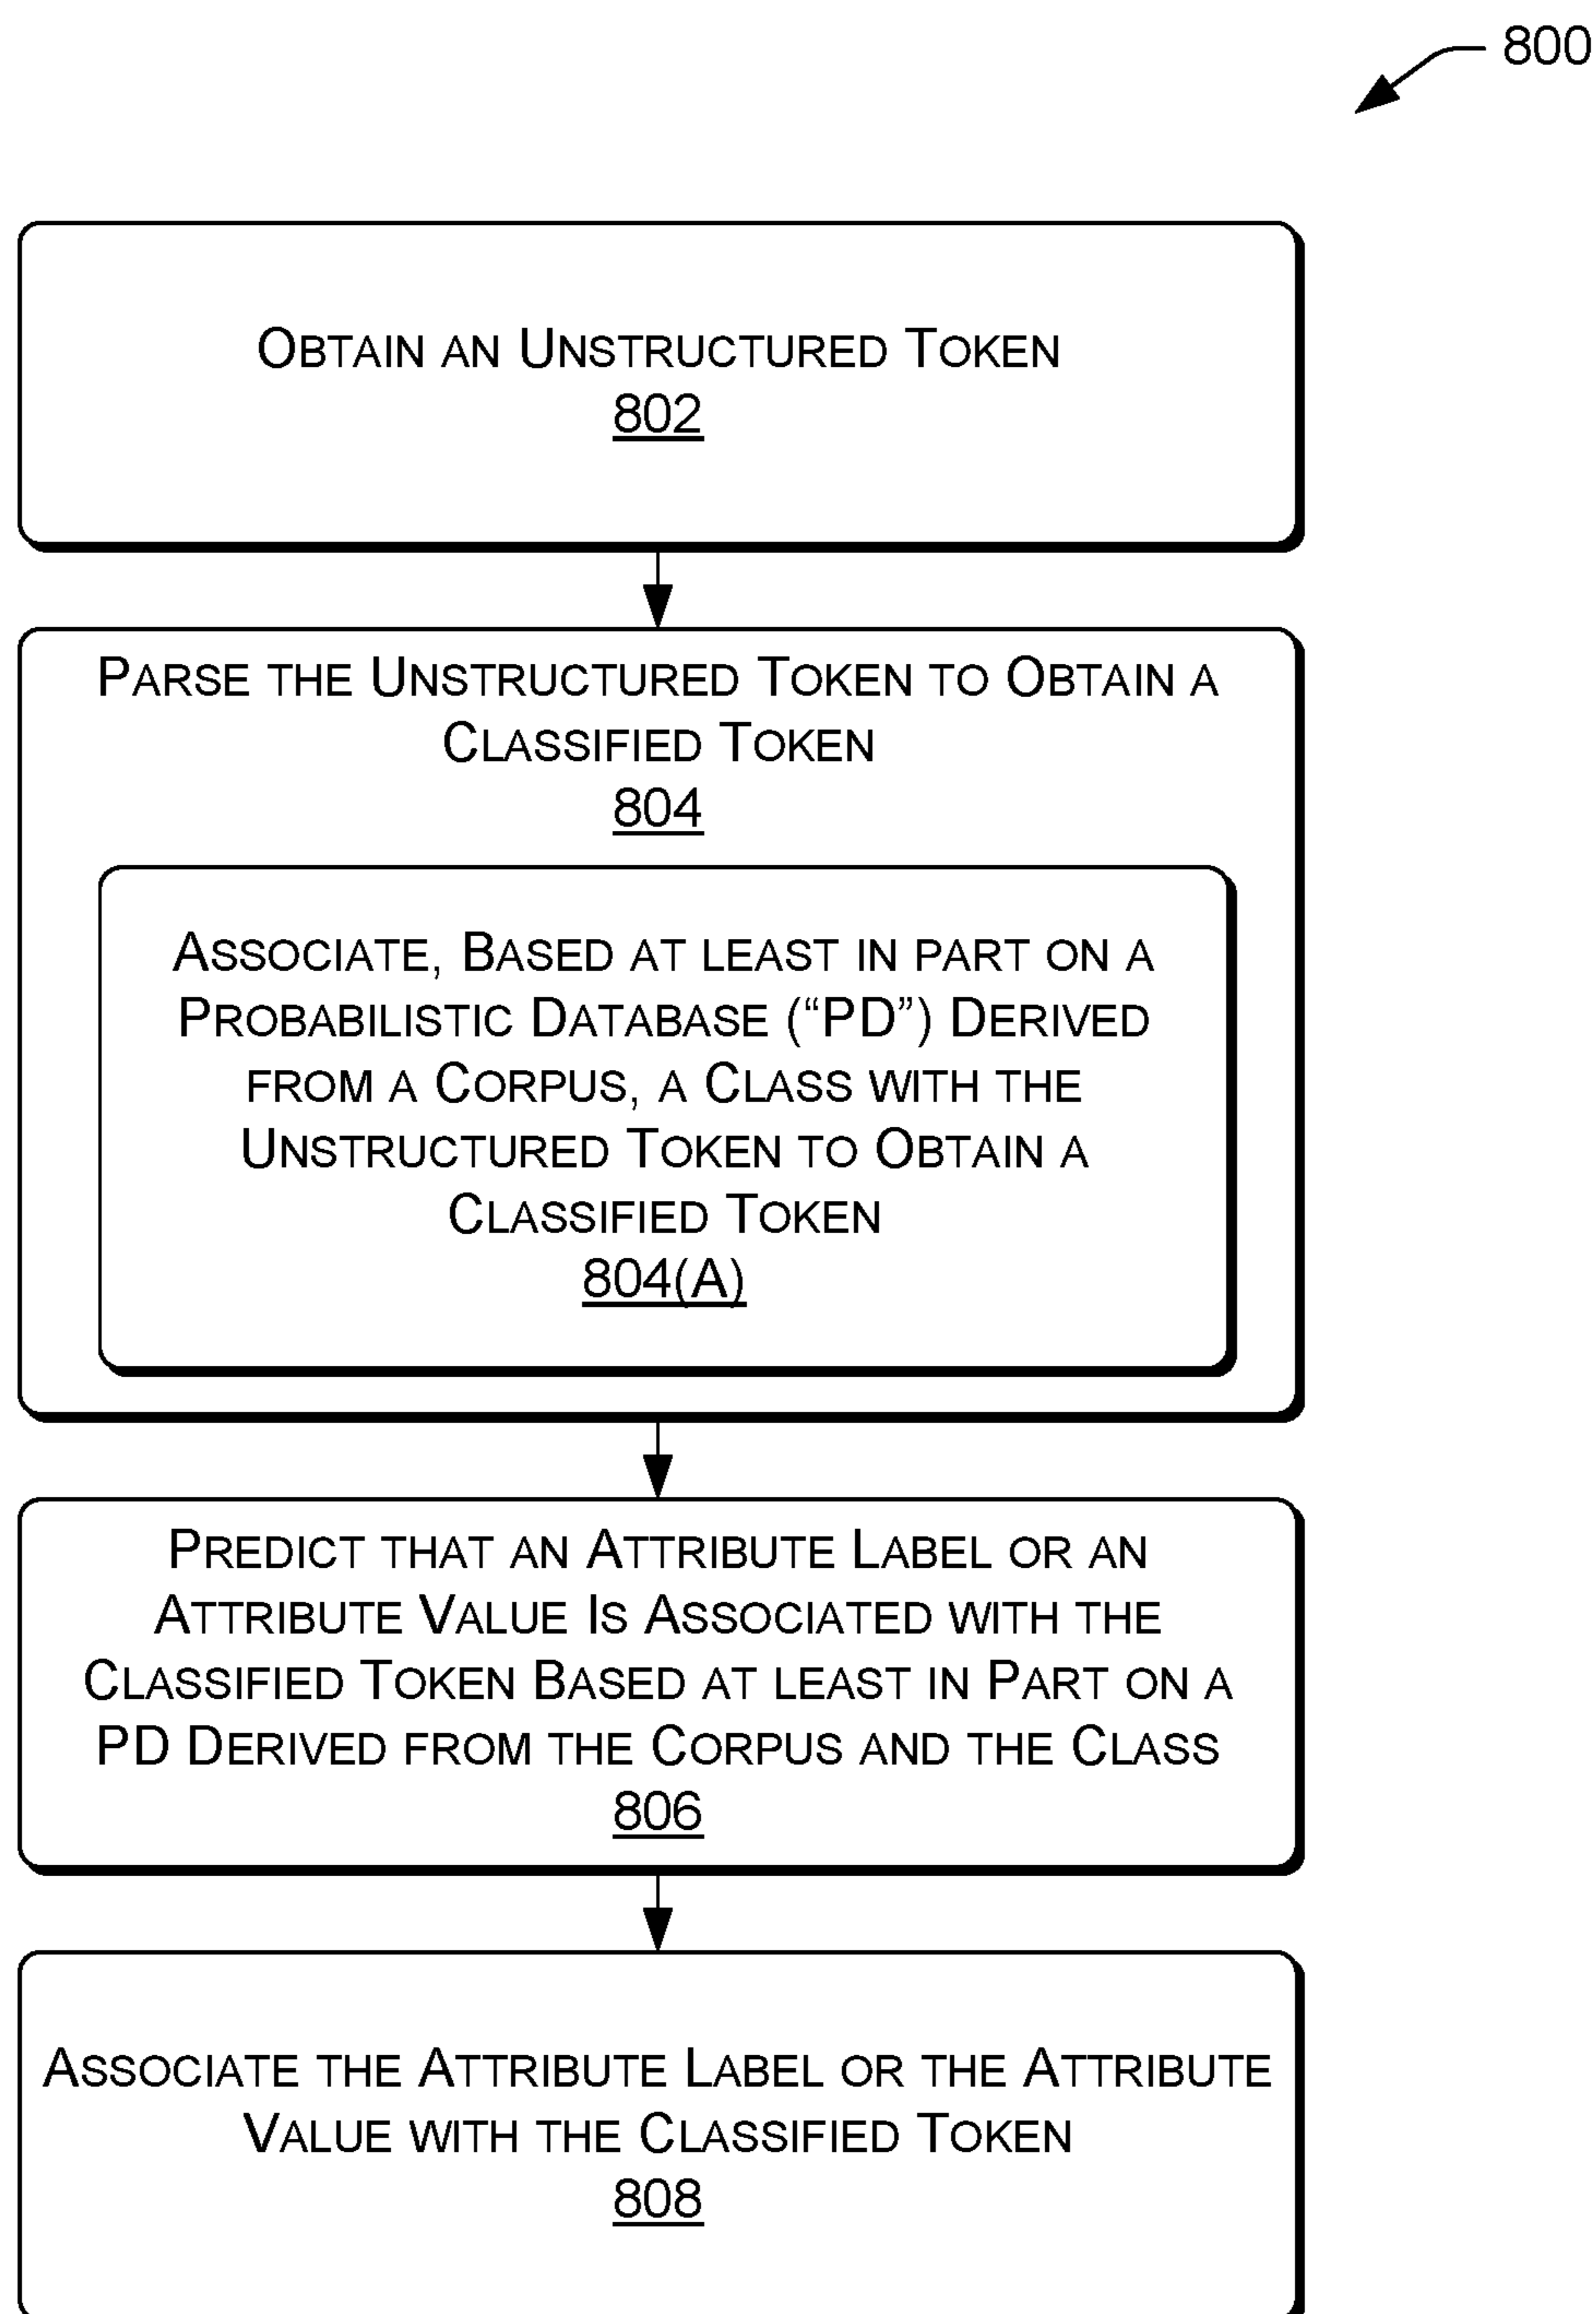 800
OBTAIN AN UNSTRUCTURED TOKEN
802
PARSE THE UNSTRUCTURED TOKEN TO OBTAIN A
CLASSIFIED TOKEN
804
ASSOCIATE, BASED AT LEAST IN PART ON A
PROBABILISTIC DATABASE (“PD”) DERIVED
FROM A CORPUS, A CLASS WITH THE
UNSTRUCTURED TOKEN TO OBTAIN A
CLASSIFIED TOKEN
804(A)
PREDICT THAT AN ATTRIBUTE LABEL OR AN
ATTRIBUTE VALUE IS ASSOCIATED WITH THE
CLASSIFIED TOKEN BASED AT LEAST IN PART ON A
PD DERIVED FROM THE CORPUS AND THE CLASS
806
ASSOCIATE THE ATTRIBUTE LABEL OR THE ATTRIBUTE
VALUE WITH THE CLASSIFIED TOKEN
808